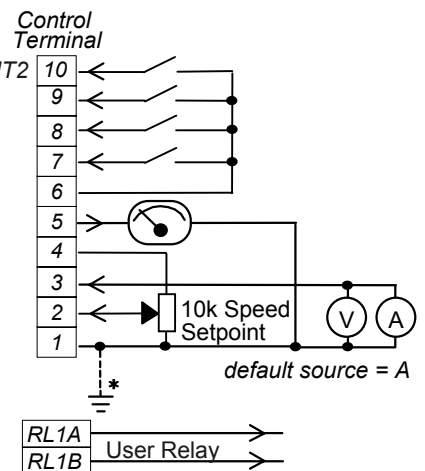 Control
Terminal
10
9
8
7
6
5
4
3
2
1
10k Speed
Setpoint
V
A
default source = A
*
RL1A
RL1B
User Relay